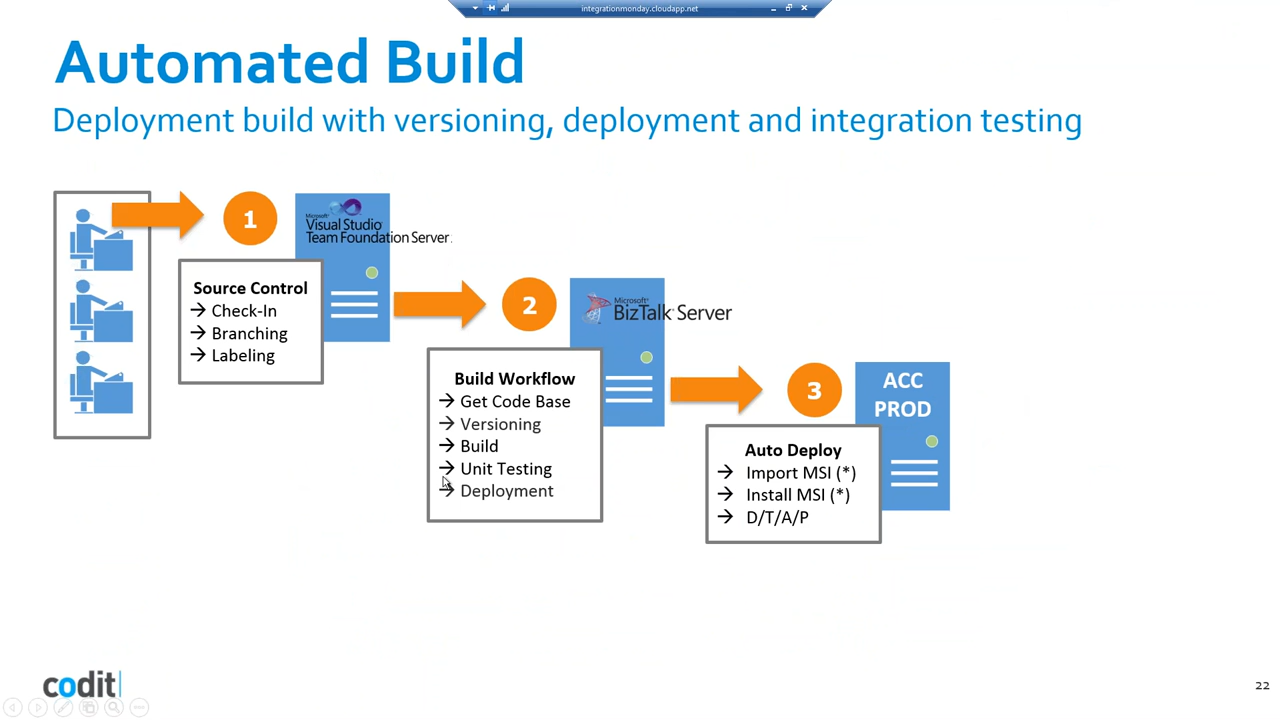 integrationmonday.cloudapp.net
Automated Build
Deployment build with versioning, deployment and integration testing
1
Microsoft®
Visual Studio
Team Foundation Server.
Source Control
→ Check-In
→ Branching
→ Labeling
2
Microsoft®
BizTalk Server
Build Workflow
→ Get Code Base
→ Versioning
→ Build
→ Unit Testing
→ Deployment
3
ACC
PROD
Auto Deploy
→ Import MSI (*)
→ Install MSI (*)
→ D/T/A/P
codit
22